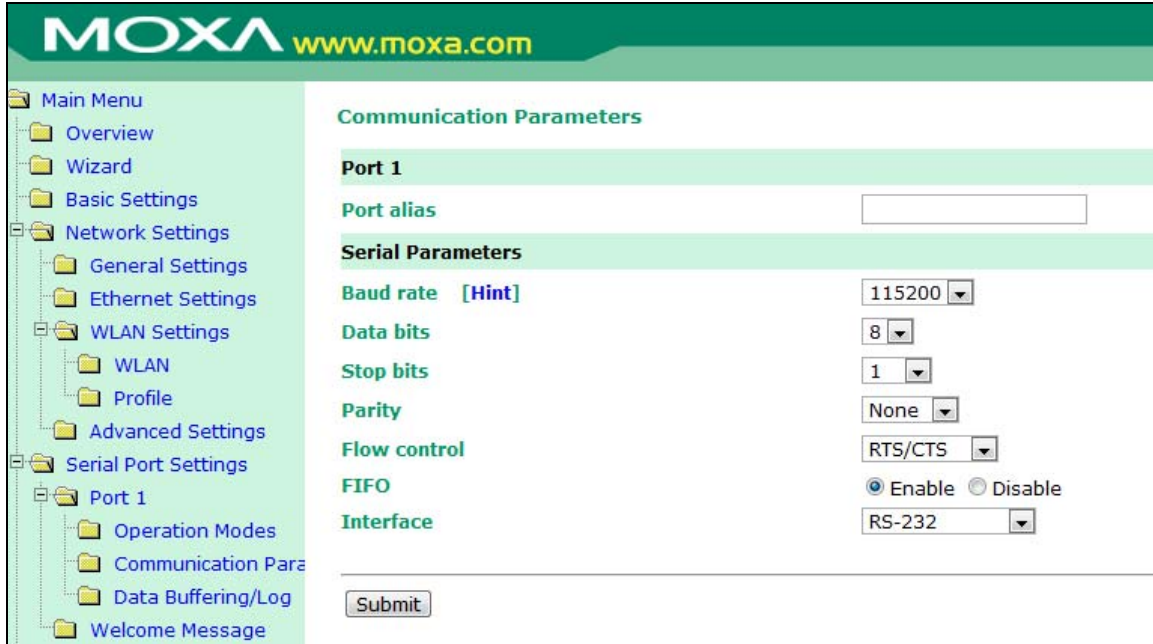 MOXA www.moxa.com
Main Menu
Overview
Wizard
Basic Settings
Network Settings
General Settings
Ethernet Settings
WLAN Settings
WLAN
Profile
Advanced Settings
Serial Port Settings
Port 1
Operation Modes
Communication Para
Data Buffering/Log
Welcome Message
Communication Parameters
Port 1
Port alias
Serial Parameters
Baud rate [Hint] 115200
Data bits 8
Stop bits 1
Parity None
Flow control RTS/CTS
FIFO Enable Disable
Interface RS-232
Submit